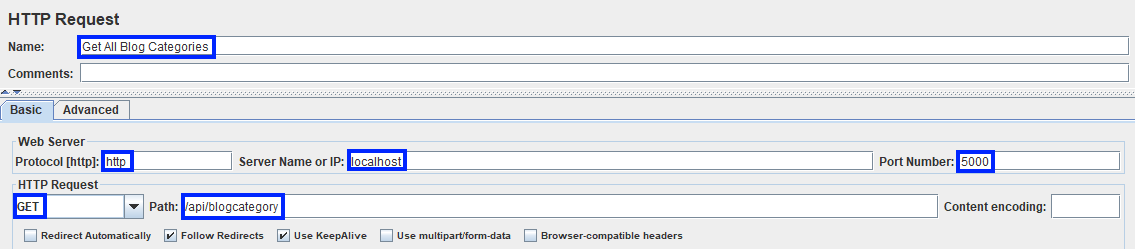 HTTP Request
Name: Get All Blog Categories
Comments:
Basic Advanced
Web Server
Protocol [http]: http Server Name or IP: localhost Port Number: 5000
HTTP Request
GET Path: /api/blogcategory Content encoding:
Redirect Automatically Follow Redirects Use KeepAlive Use multipart/form-data Browser-compatible headers